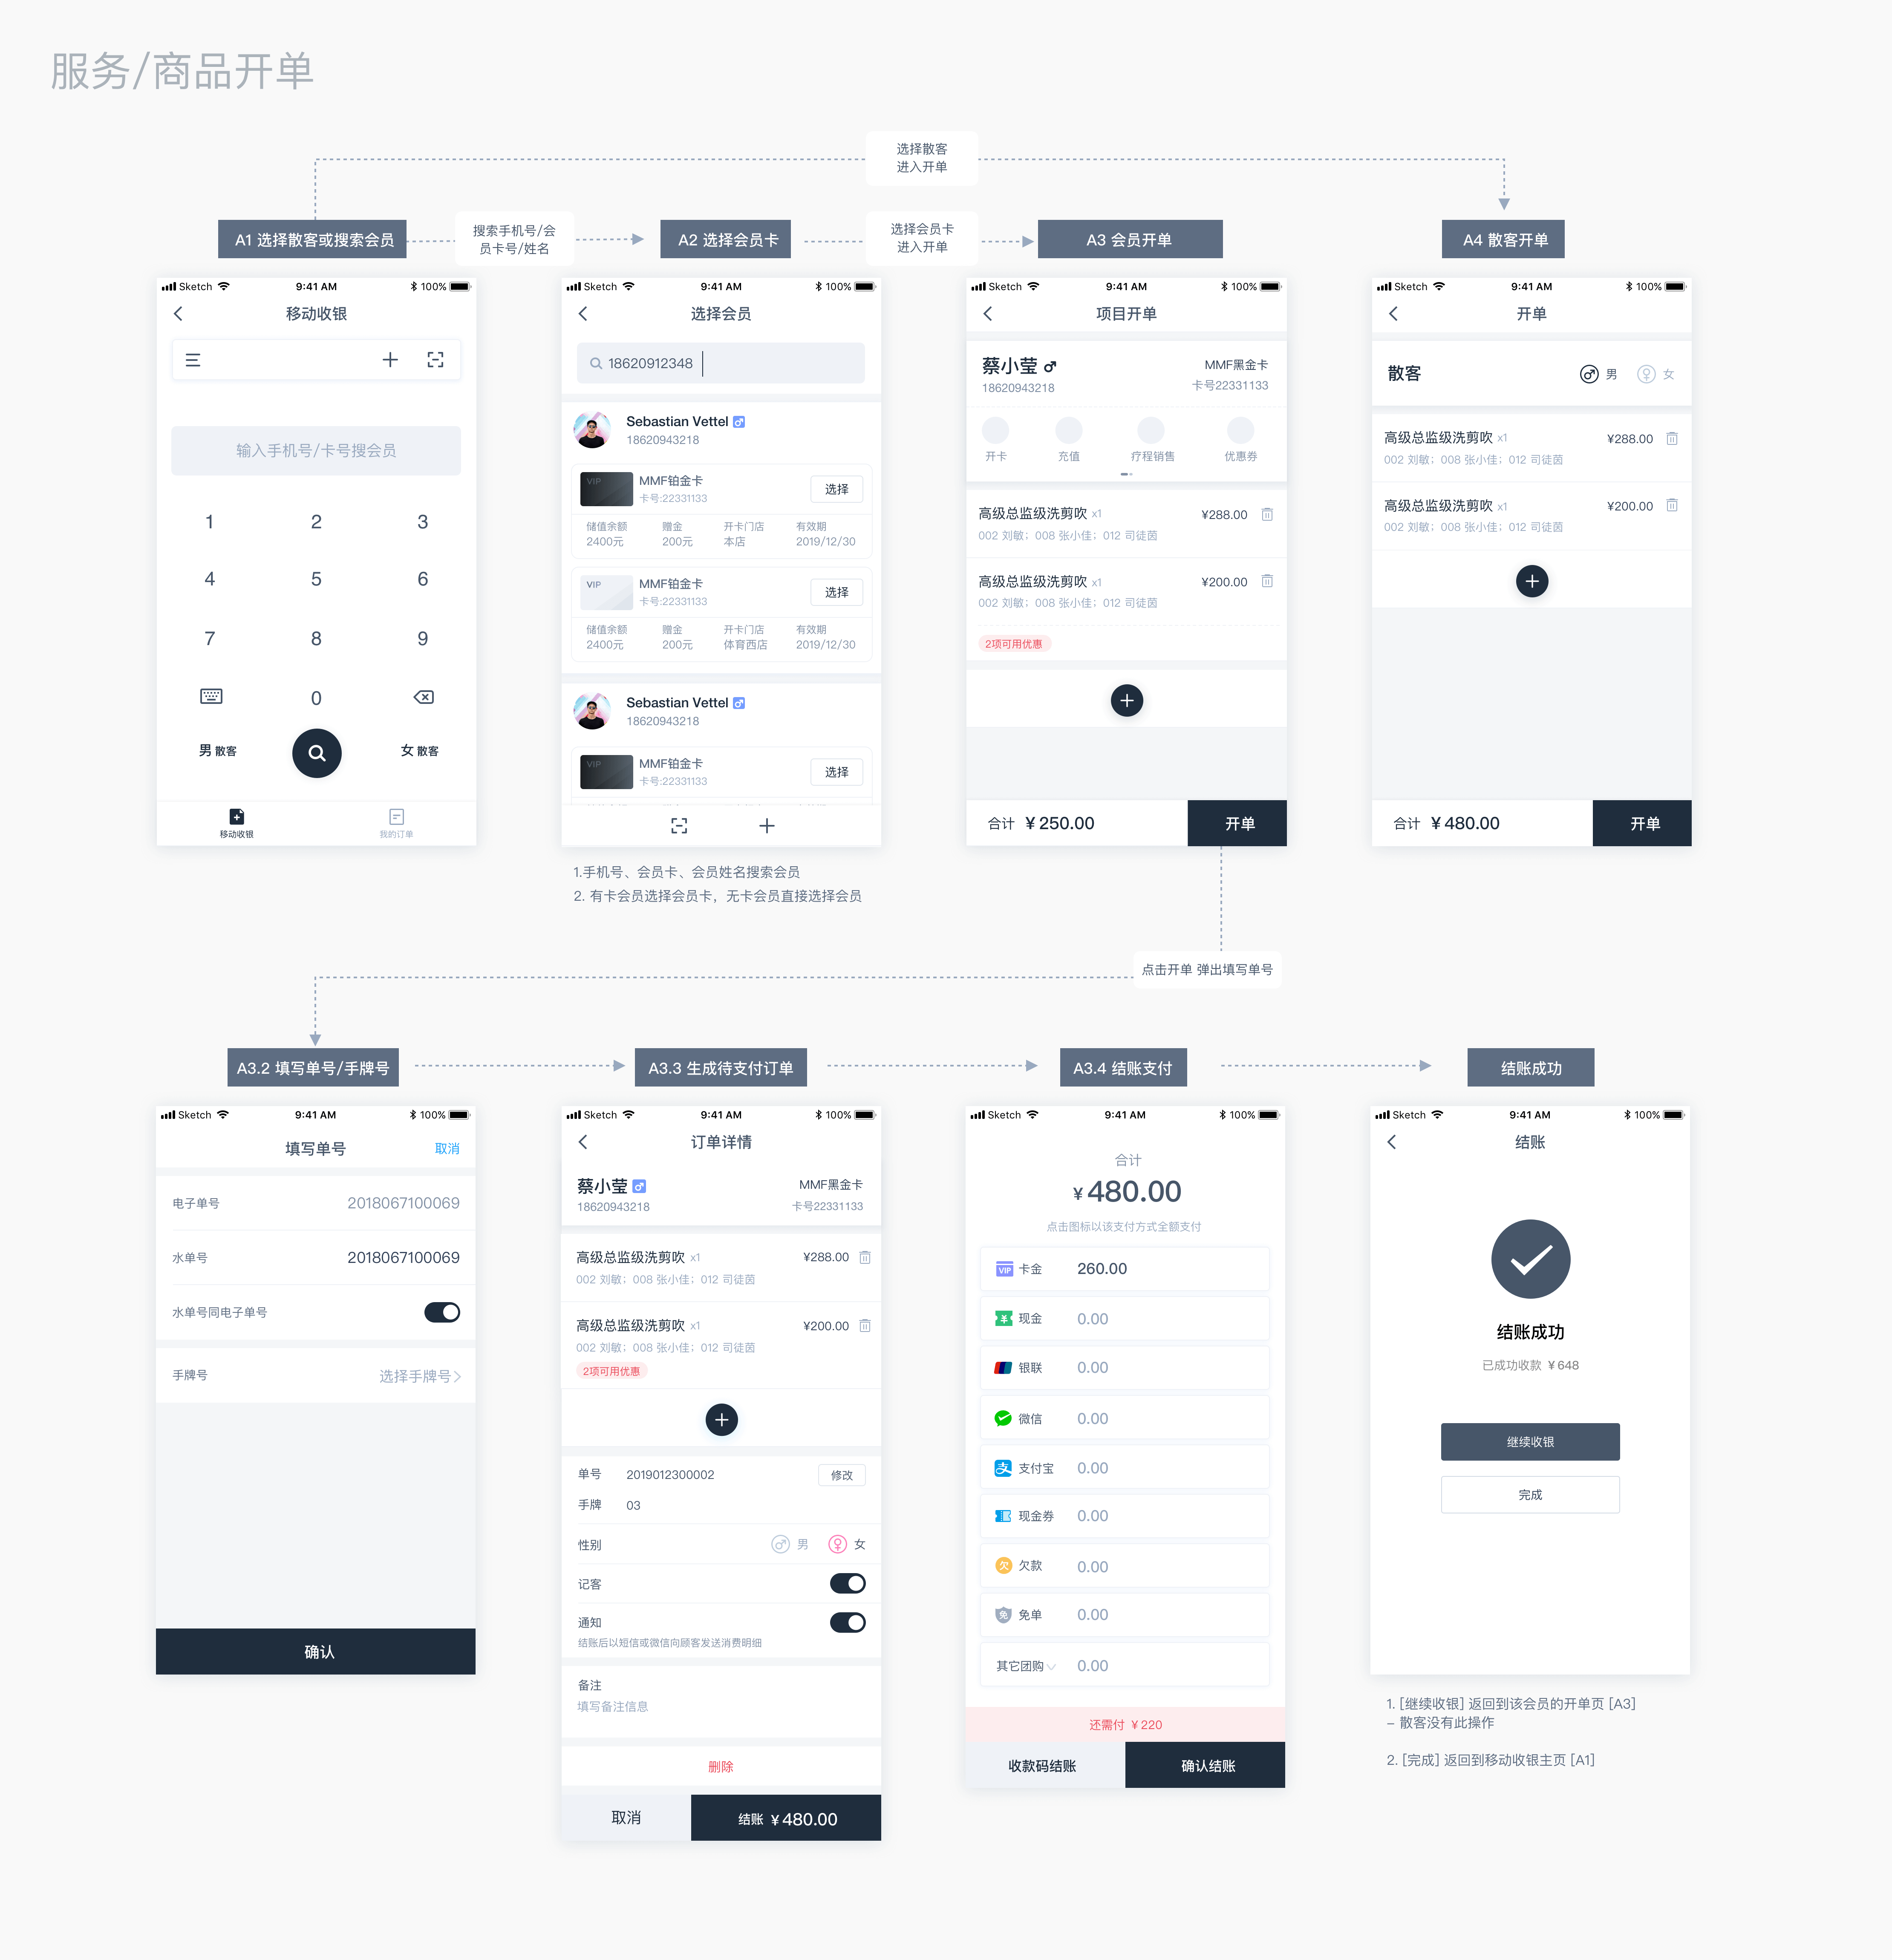 服务/商品开单
选择散客
进入开单
A1 选择散客或搜索会员
搜索手机号/会
员卡号/姓名
A2 选择会员卡
选择会员卡
进入开单
A3 会员开单
A4 散客开单
Sketch 9:41 AM 100%
移动收银
输入手机号/卡号搜会员
1 2 3
4 5 6
7 8 9
0
男 散客 女 散客
移动收银 我的订单
Sketch 9:41 AM 100%
选择会员
18620912348
Sebastian Vettel
18620943218
VIP MMF铂金卡 选择
卡号:22331133
储值余额 赠金 开卡门店 有效期
2400元 200元 本店 2019/12/30
VIP MMF铂金卡 选择
卡号:22331133
储值余额 赠金 开卡门店 有效期
2400元 200元 体育西店 2019/12/30
Sebastian Vettel
18620943218
VIP MMF铂金卡 选择
卡号:22331133
1.手机号、会员卡、会员姓名搜索会员
2. 有卡会员选择会员卡，无卡会员直接选择会员
Sketch 9:41 AM 100%
项目开单
蔡小莹 MMF黑金卡
18620943218 卡号22331133
开卡 充值 疗程销售 优惠券
高级总监级洗剪吹 x1 ¥288.00
002 刘敏；008 张小佳；012 司徒茵
高级总监级洗剪吹 x1 ¥200.00
002 刘敏；008 张小佳；012 司徒茵
2项可用优惠
合计 ¥250.00 开单
Sketch 9:41 AM 100%
开单
散客 男 女
高级总监级洗剪吹 x1 ¥288.00
002 刘敏；008 张小佳；012 司徒茵
高级总监级洗剪吹 x1 ¥200.00
002 刘敏；008 张小佳；012 司徒茵
合计 ¥480.00 开单
点击开单 弹出填写单号
A3.2 填写单号/手牌号
A3.3 生成待支付订单
A3.4 结账支付
结账成功
Sketch 9:41 AM 100%
填写单号 取消
电子单号 2018067100069
水单号 2018067100069
水单号同电子单号
手牌号 选择手牌号
确认
Sketch 9:41 AM 100%
订单详情
蔡小莹 MMF黑金卡
18620943218 卡号22331133
高级总监级洗剪吹 x1 ¥288.00
002 刘敏；008 张小佳；012 司徒茵
高级总监级洗剪吹 x1 ¥200.00
002 刘敏；008 张小佳；012 司徒茵
2项可用优惠
单号 2019012300002 修改
手牌 03
性别 男 女
记客
通知
结账后以短信或微信向顾客发送消费明细
备注
填写备注信息
删除
取消 结账 ¥480.00
Sketch 9:41 AM 100%
合计
¥480.00
点击图标以该支付方式全额支付
VIP 卡金 260.00
¥ 现金 0.00
银联 0.00
微信 0.00
支 支付宝 0.00
现金券 0.00
欠 欠款 0.00
免 免单 0.00
其它团购 0.00
还需付 ¥220
收款码结账 确认结账
Sketch 9:41 AM 100%
结账
结账成功
已成功收款 ¥648
继续收银
完成
1. [继续收银] 返回到该会员的开单页 [A3]
– 散客没有此操作
2. [完成] 返回到移动收银主页 [A1]